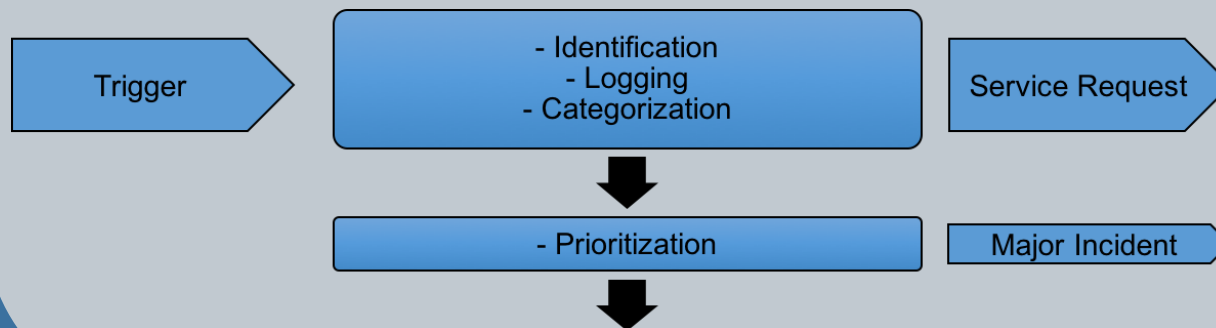 Trigger
- Identification
- Logging
- Categorization
Service Request
- Prioritization
Major Incident